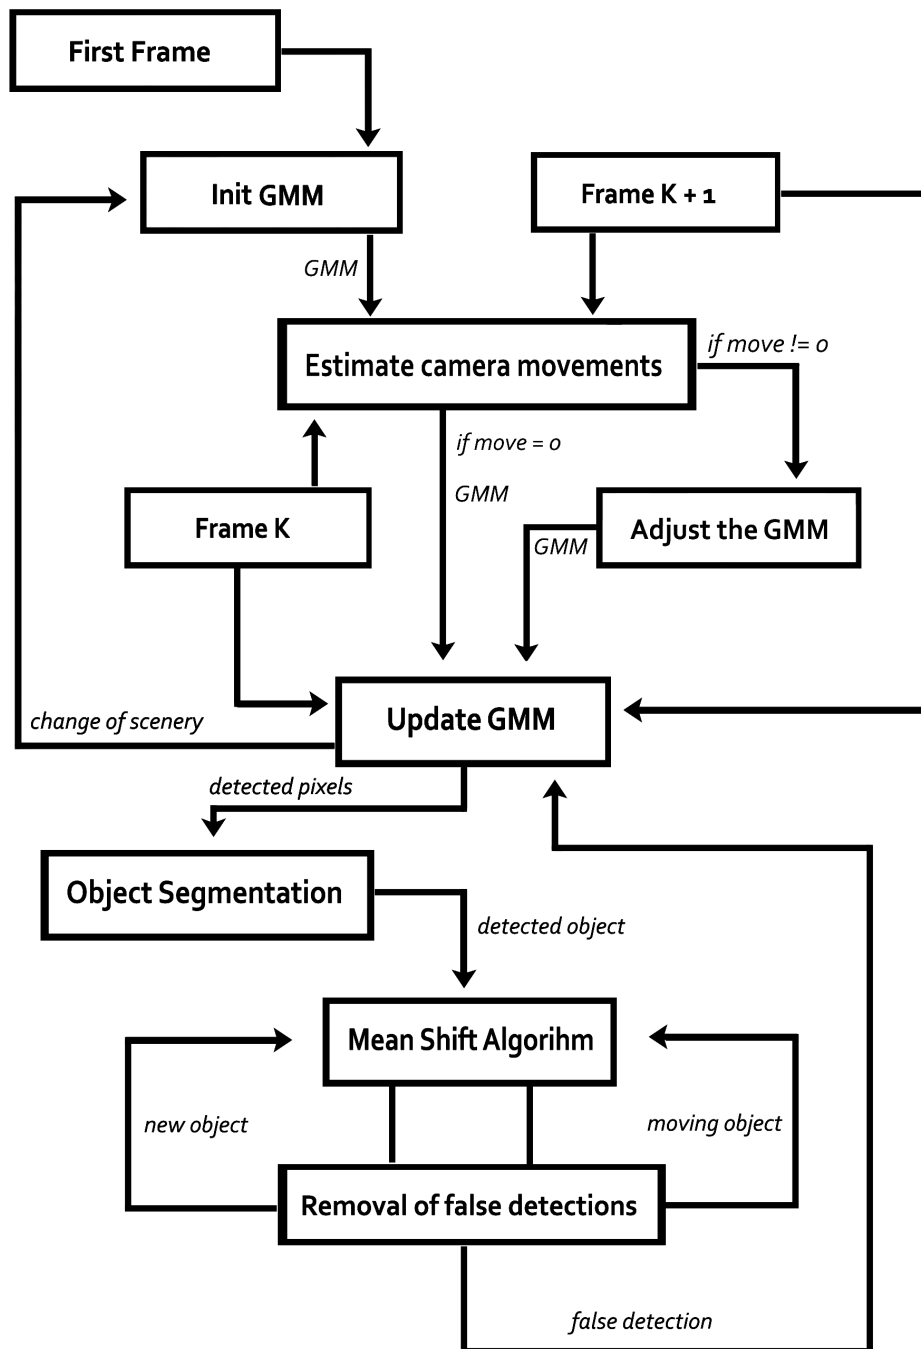 First Frame
Init GMM
Frame K + 1
GMM
if move != 0
Estimate camera movements
if move = 0
GMM
Frame K
Adjust the GMM
GMM
Update GMM
change of scenery
detected pixels
Object Segmentation
detected object
Mean Shift Algorihm
new object
moving object
Removal of false detections
false detection